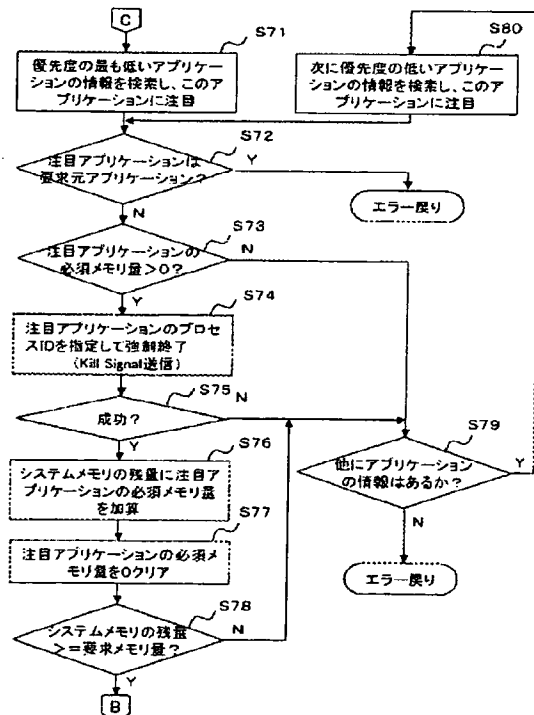 C
S71
優先度の最も低いアプリケー
ションの情報を検索し、このア
プリケーションに注目
S80
次に優先度の低いアプリケー
ションの情報を検索し、このア
プリケーションに注目
S72
注目アプリケーションは
要求元アプリケーション?
Y
エラー戻り
N
S73
注目アプリケーションの
必須メモリ量>0?
N
Y
S74
注目アプリケーションのプロセ
スIDを指定して強制終了
(Kill Signal送信)
S75
成功?
N
Y
S76
システムメモリの残量に注目ア
プリケーションの必須メモリ量
を加算
S77
注目アプリケーションの必須メ
モリ量を0クリア
S78
システムメモリの残量
>=要求メモリ量?
N
Y
B
S79
他にアプリケーション
の情報はあるか?
Y
N
エラー戻り